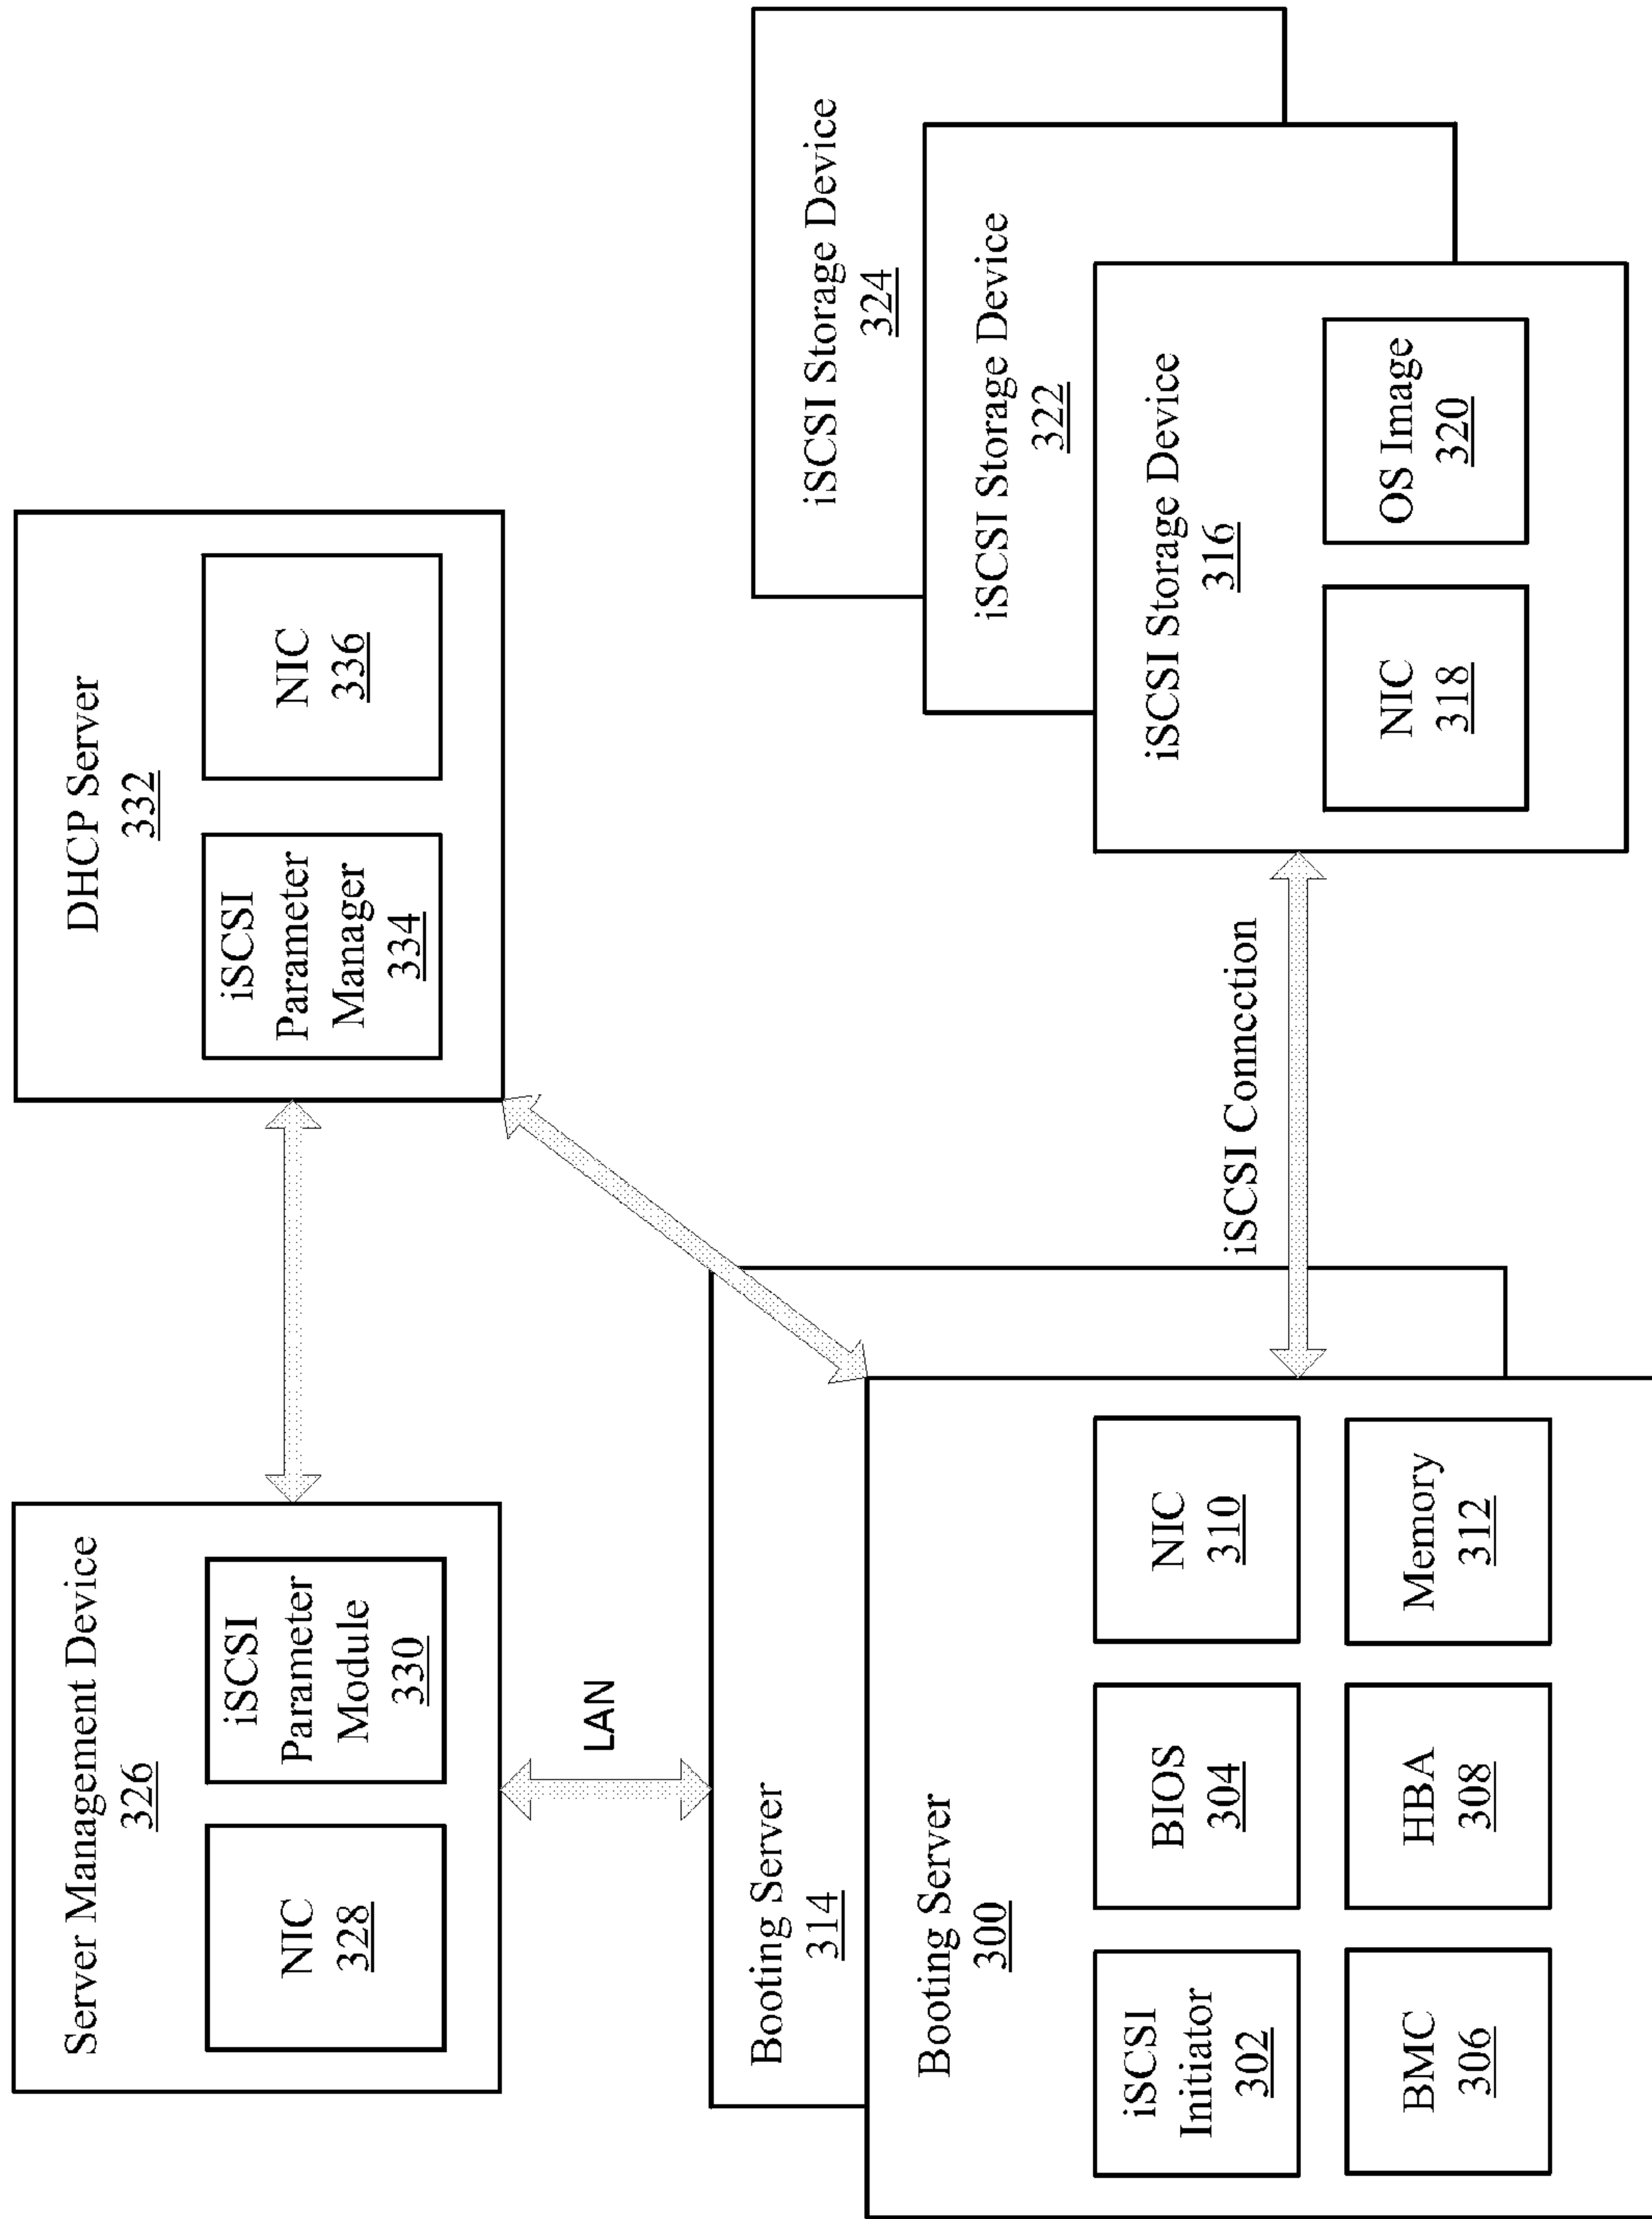 Server Management Device
326
NIC
328
iSCSI
Parameter
Module
330
DHCP Server
332
iSCSI
Parameter
Manager
334
NIC
336
LAN
Booting Server
314
Booting Server
300
iSCSI
Initiator
302
BIOS
304
NIC
310
BMC
306
HBA
308
Memory
312
iSCSI Connection
iSCSI Storage Device
324
iSCSI Storage Device
322
iSCSI Storage Device
316
NIC
318
OS Image
320